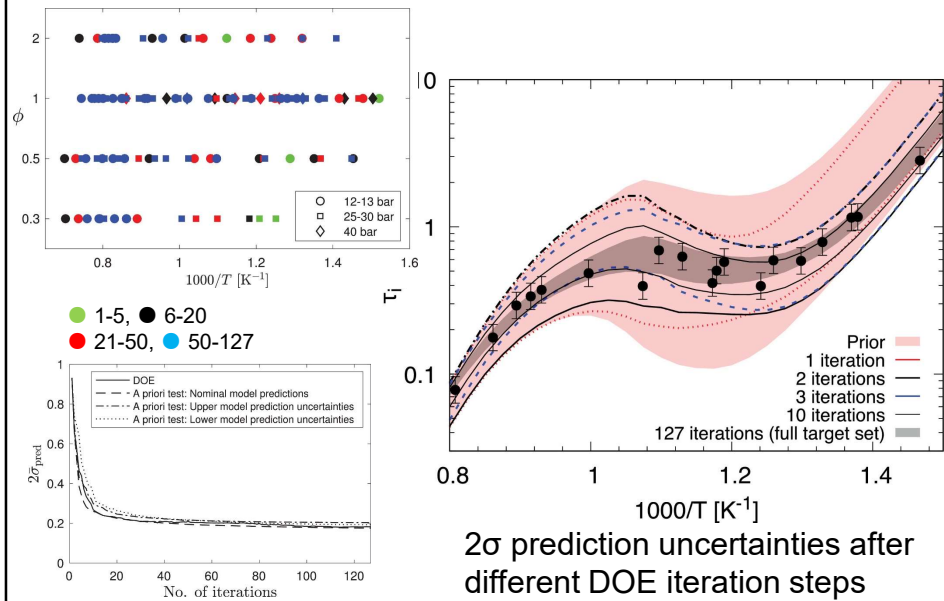 2
1
ϕ
0.5
0.3
12-13 bar
25-30 bar
40 bar
0.8 1.0 1.2 1.4 1.6
1000/T [K⁻¹]
1-5, 6-20
21-50, 50-127
1
DOE
A priori test: Nominal model predictions
A priori test: Upper model prediction uncertainties
A priori test: Lower model prediction uncertainties
0.8
0.6
2σ̄pred
0.4
0.2
0
0 20 40 60 80 100 120
No. of iterations
0
1
τi
0.1
Prior
1 iteration
2 iterations
3 iterations
10 iterations
127 iterations (full target set)
0.8 1 1.2 1.4
1000/T [K⁻¹]
2σ prediction uncertainties after
different DOE iteration steps